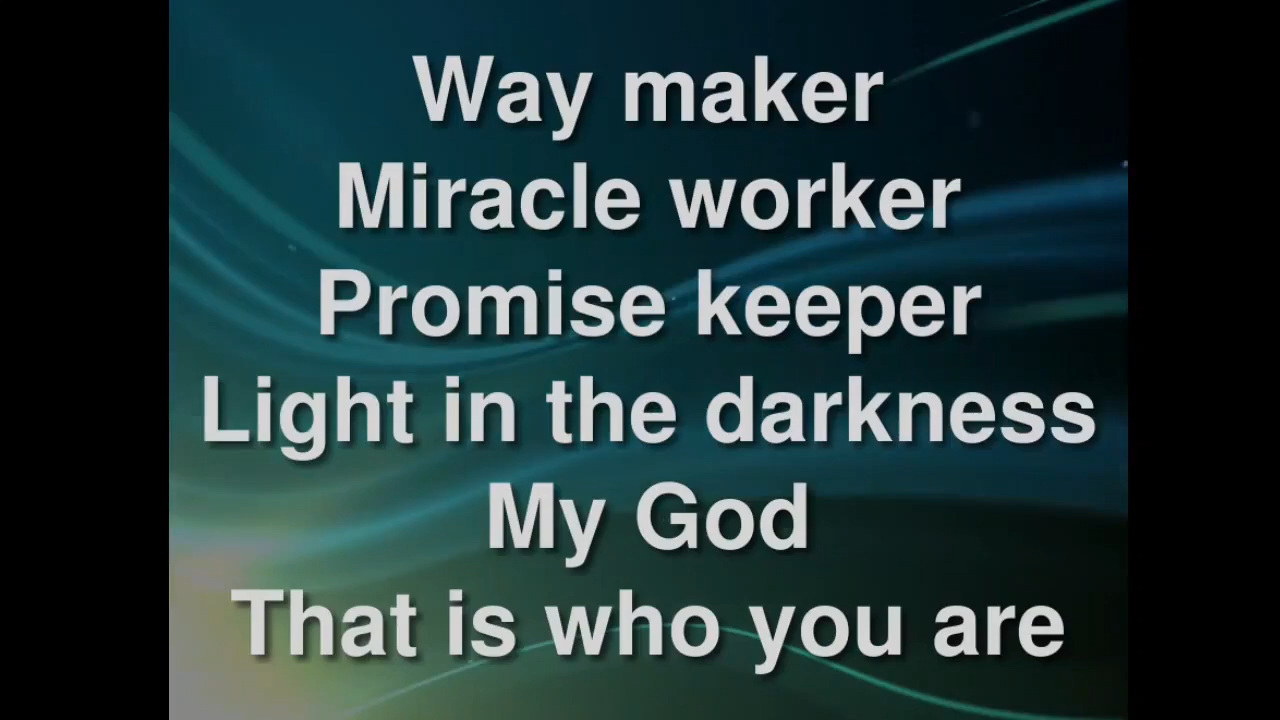 Way maker
Miracle worker
Promise keeper
Light in the darkness
My God
That is who you are